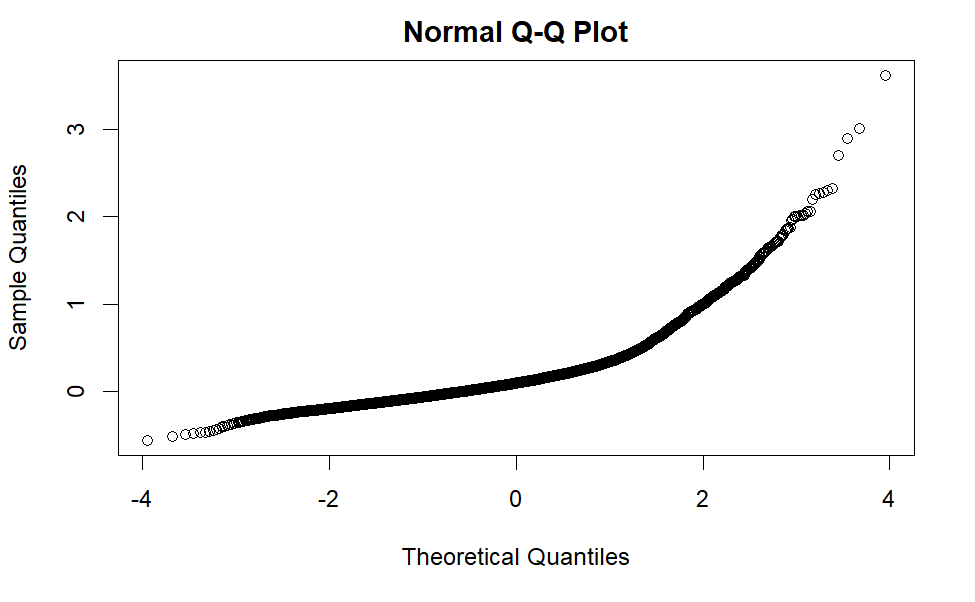 Normal Q-Q Plot
Sample Quantiles
3
2
1
0
-4 -2 0 2 4
Theoretical Quantiles